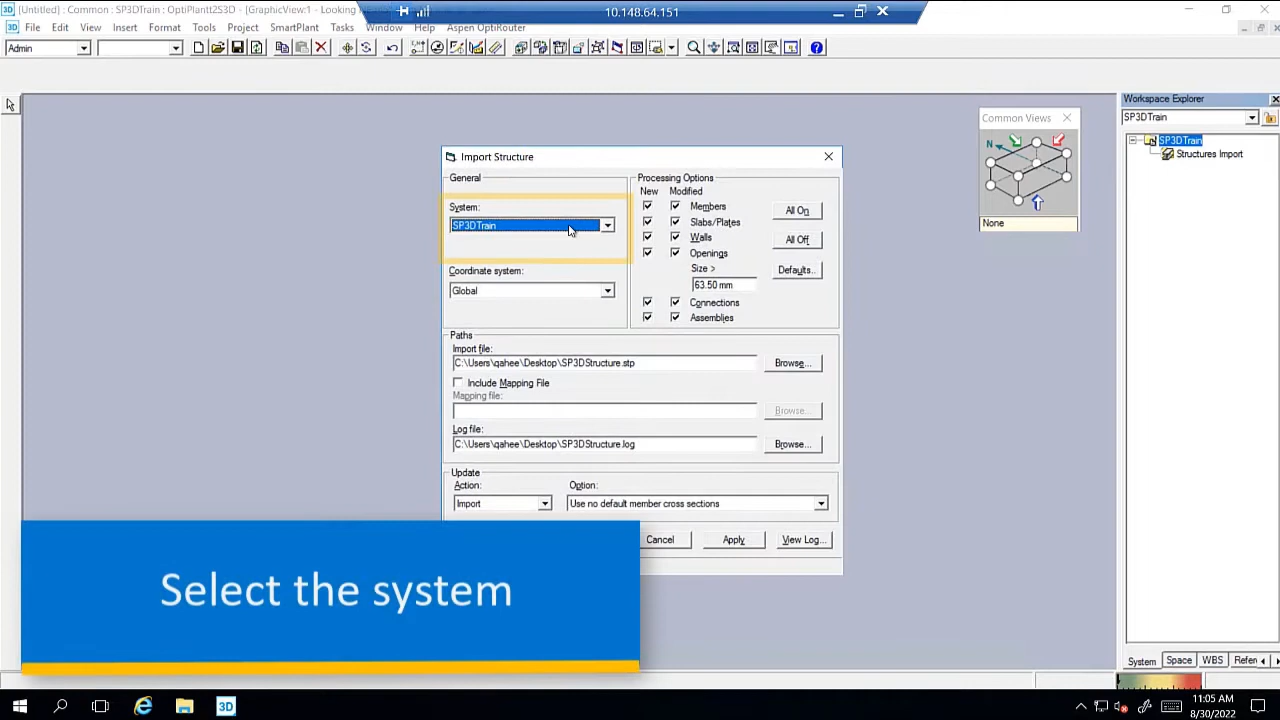 [Untitled] : Common : SP3DTrain : OptiPlantt2S3D - [GraphicView:1 - Looking
10.148.64.151
File Edit View Insert Format Tools Project SmartPlant Tasks Window Help Aspen OptiRouter
Admin
Workspace Explorer
SP3DTrain
SP3DTrain
Structures Import
Common Views
N
None
Import Structure
General
System:
SP3DTrain
Coordinate system:
Global
Processing Options
New Modified
Members
Slabs/Plates
Walls
Openings
Size >
63.50 mm
Connections
Assemblies
All On
All Off
Defaults..
Paths
Import file:
C:\Users\qahee\Desktop\SP3DStructure.stp
Browse...
Include Mapping File
Mapping file:
Browse...
Log file:
C:\Users\qahee\Desktop\SP3DStructure.log
Browse...
Update
Action:
Import
Option:
Use no default member cross sections
Cancel Apply View Log...
Select the system
System Space WBS Referen
3D
11:05 AM
8/30/2022